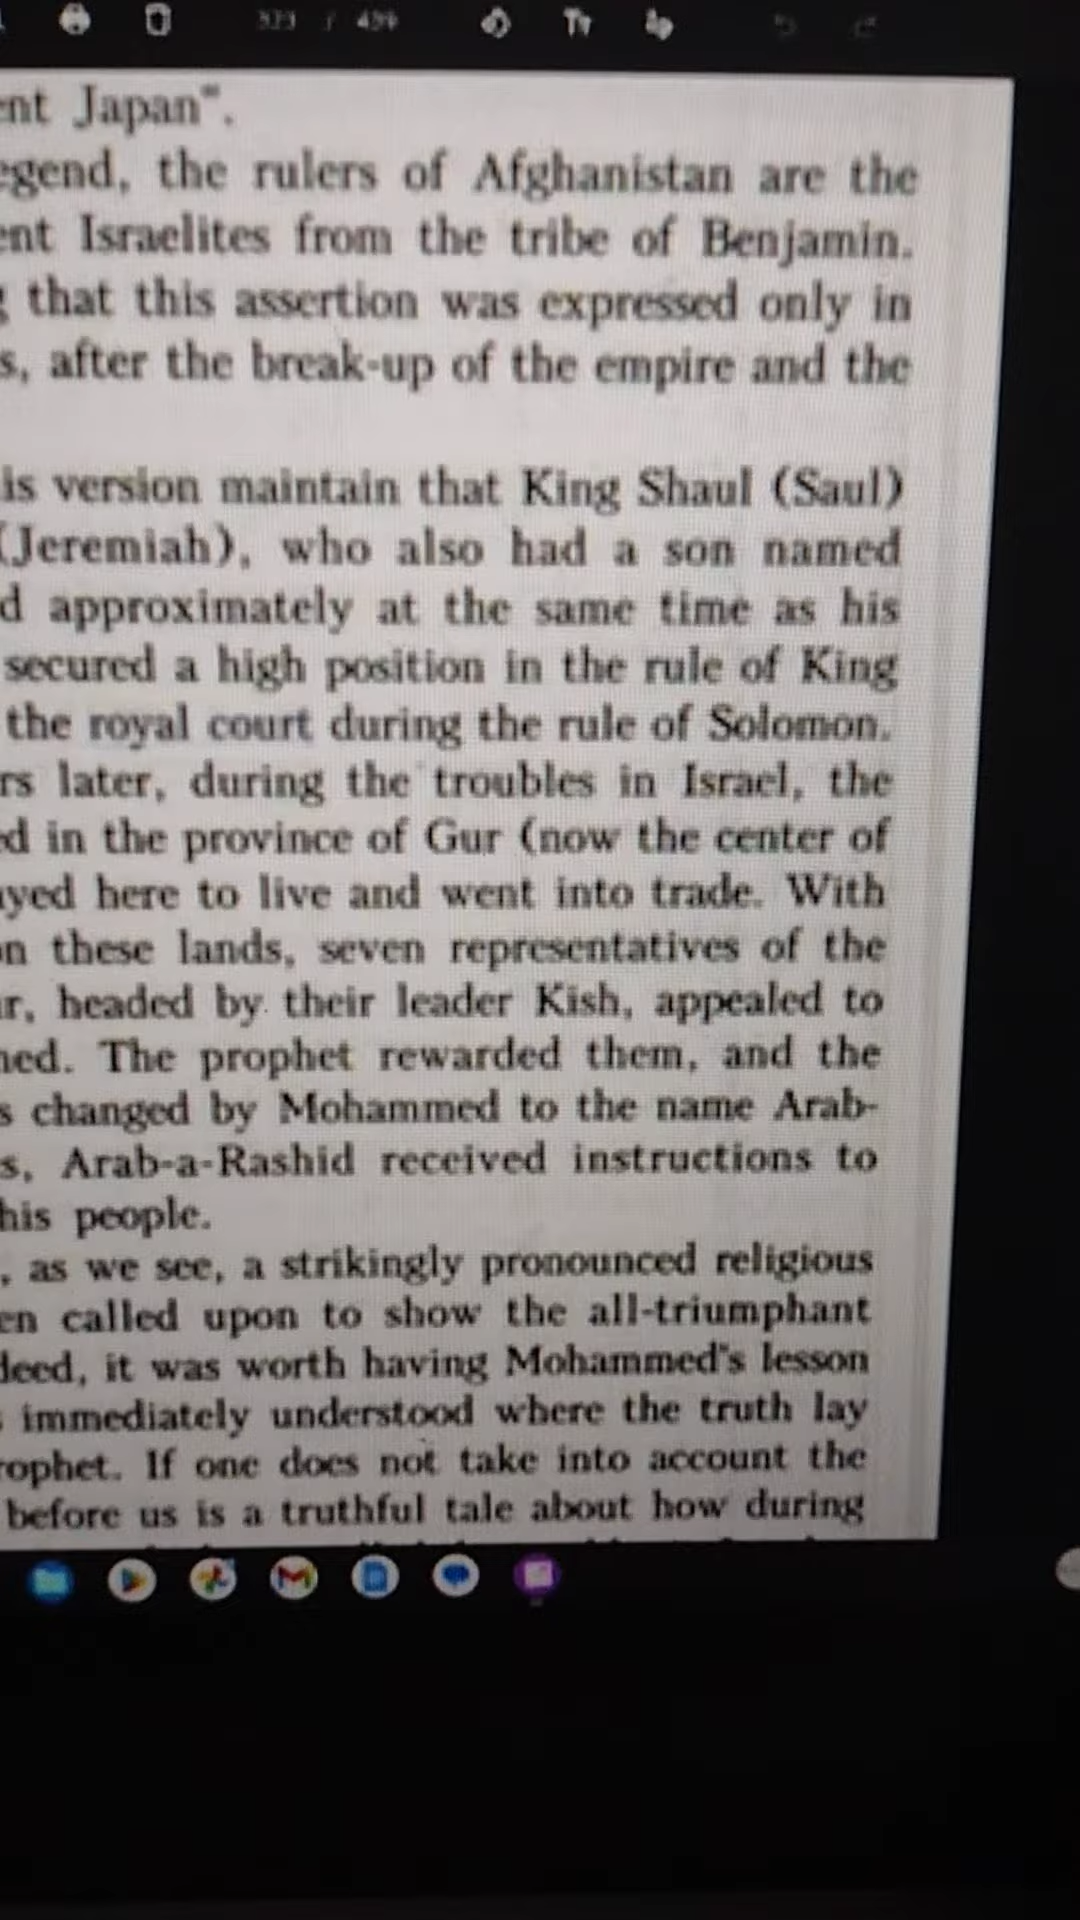 ent Japan".
egend, the rulers of Afghanistan are the
ent Israelites from the tribe of Benjamin.
g that this assertion was expressed only in
s, after the break-up of the empire and the
is version maintain that King Shaul (Saul)
(Jeremiah), who also had a son named
d approximately at the same time as his
secured a high position in the rule of King
the royal court during the rule of Solomon.
rs later, during the troubles in Israel, the
ed in the province of Gur (now the center of
ayed here to live and went into trade. With
on these lands, seven representatives of the
ur, headed by their leader Kish, appealed to
med. The prophet rewarded them, and the
s changed by Mohammed to the name Arab-
s, Arab-a-Rashid received instructions to
his people.
, as we see, a strikingly pronounced religious
en called upon to show the all-triumphant
deed, it was worth having Mohammed's lesson
s immediately understood where the truth lay
rophet. If one does not take into account the
before us is a truthful tale about how during